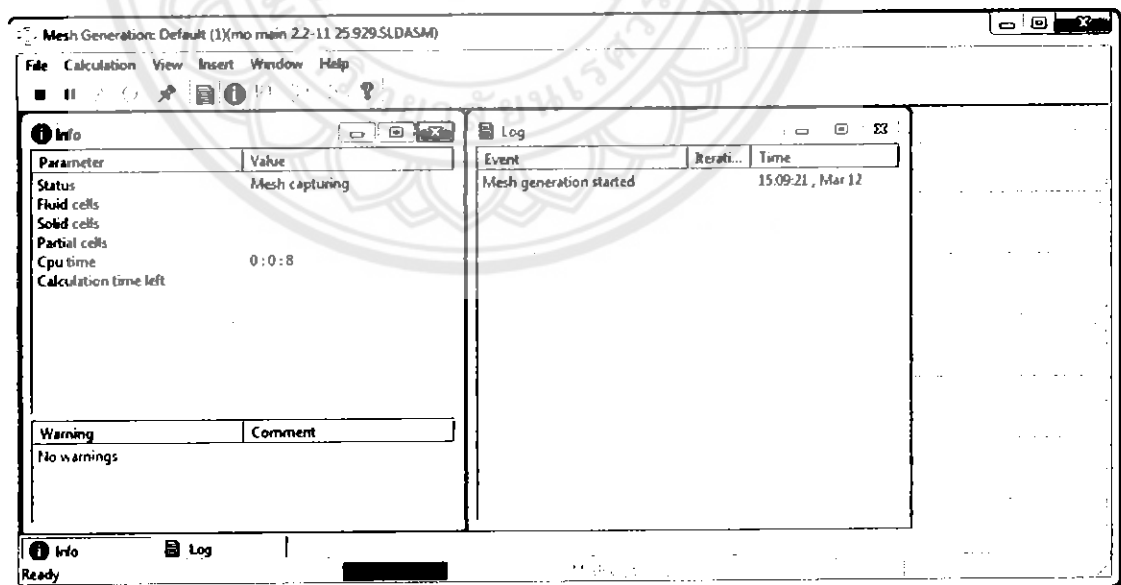 Mesh Generation: Default (1)(mo main 2.2-11 25.929.SLDASM)
File Calculation View Insert Window Help
Info
Parameter Value
Status Mesh capturing
Fluid cells
Solid cells
Partial cells
Cpu time 0 : 0 : 8
Calculation time left
Warning Comment
No warnings
Log
Event Iterati... Time
Mesh generation started 15:09:21 , Mar 12
Info Log
Ready